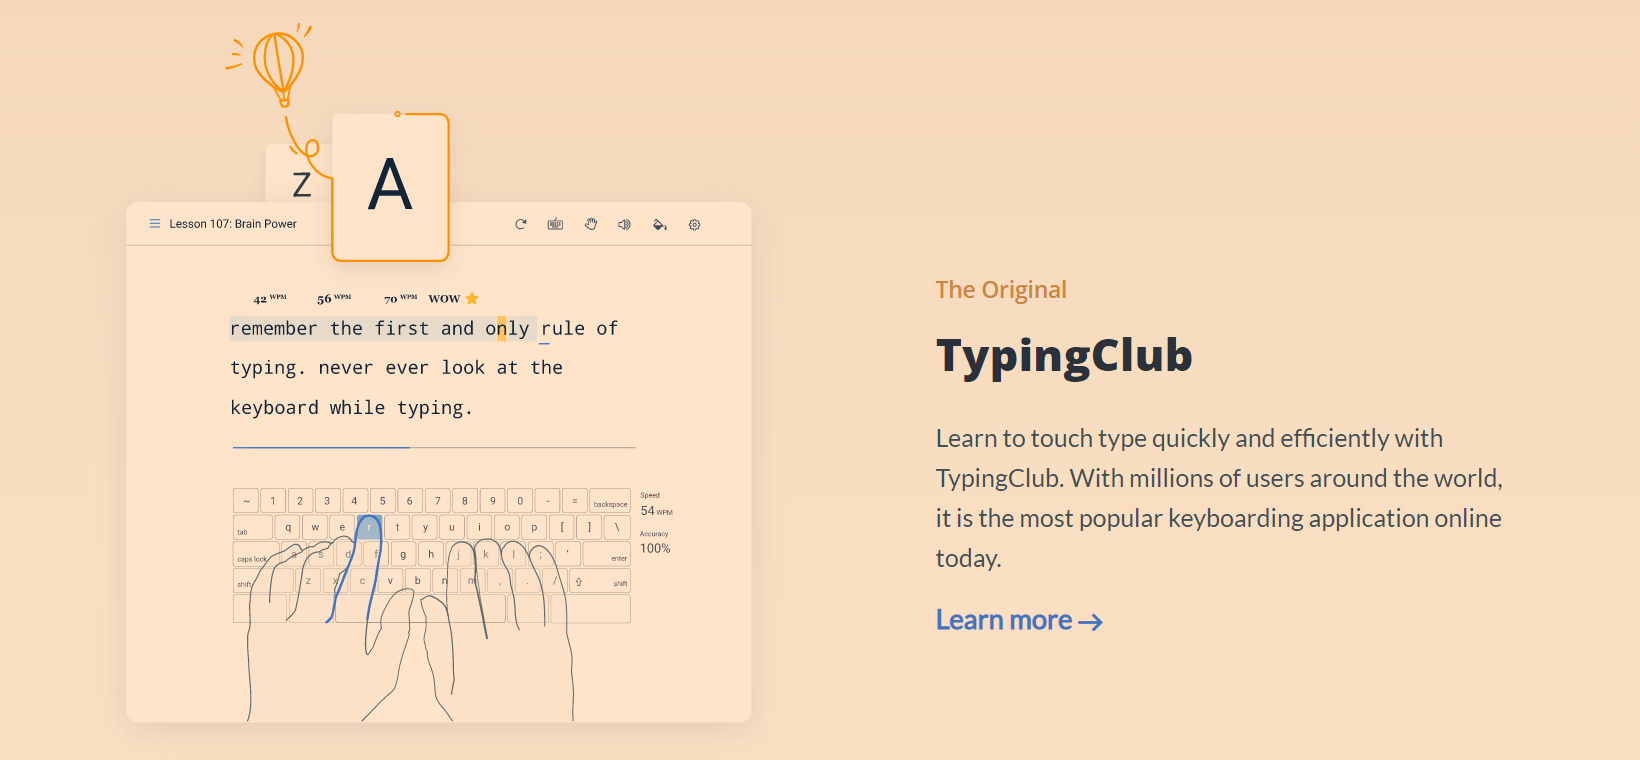 A
Z
Lesson 107: Brain Power
42 WPM 56 WPM 70 WPM WOW
remember the first and only rule of
typing. never ever look at the
keyboard while typing.
~ 1 2 3 4 5 6 7 8 9 0 - = backspace
tab q w e r t y u i o p [ ] \
caps lock a s d f g h j k l ; ' enter
shift z x c v b n m , . / ⇧ shift
Speed
54 WPM
Accuracy
100%
The Original
TypingClub
Learn to touch type quickly and efficiently with
TypingClub. With millions of users around the world,
it is the most popular keyboarding application online
today.
Learn more →